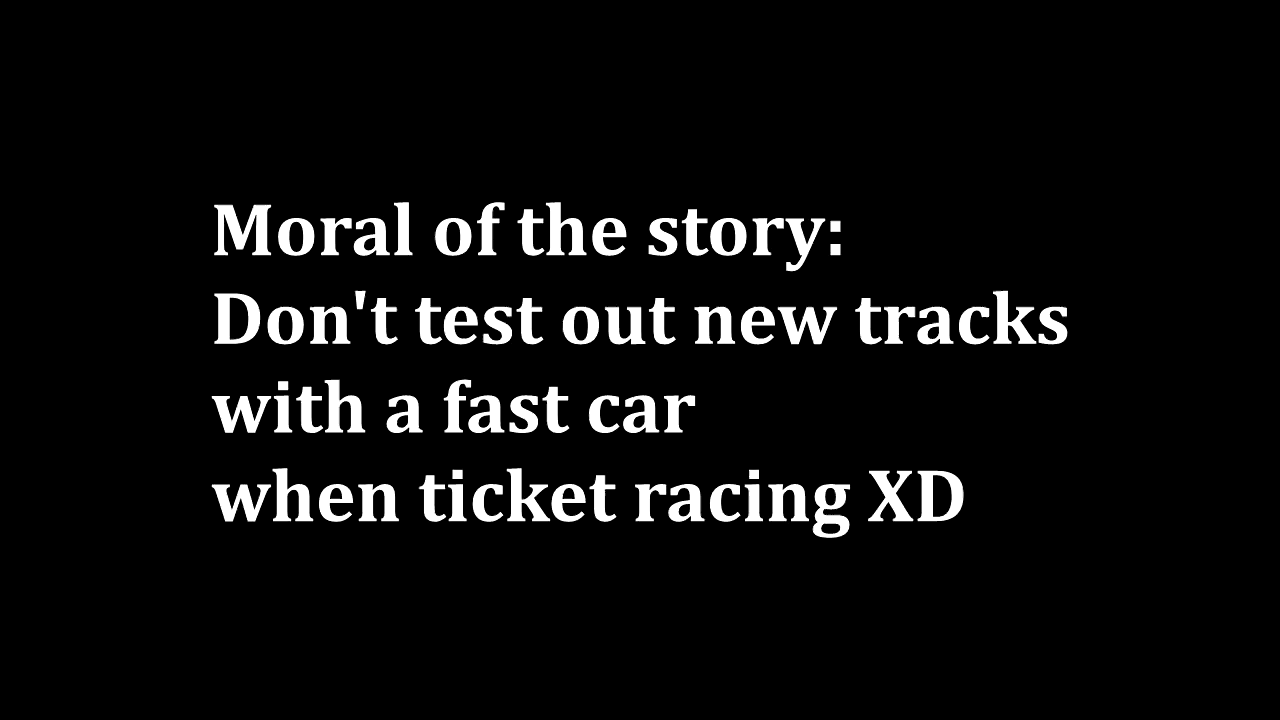 Moral of the story:
Don't test out new tracks
with a fast car
when ticket racing XD